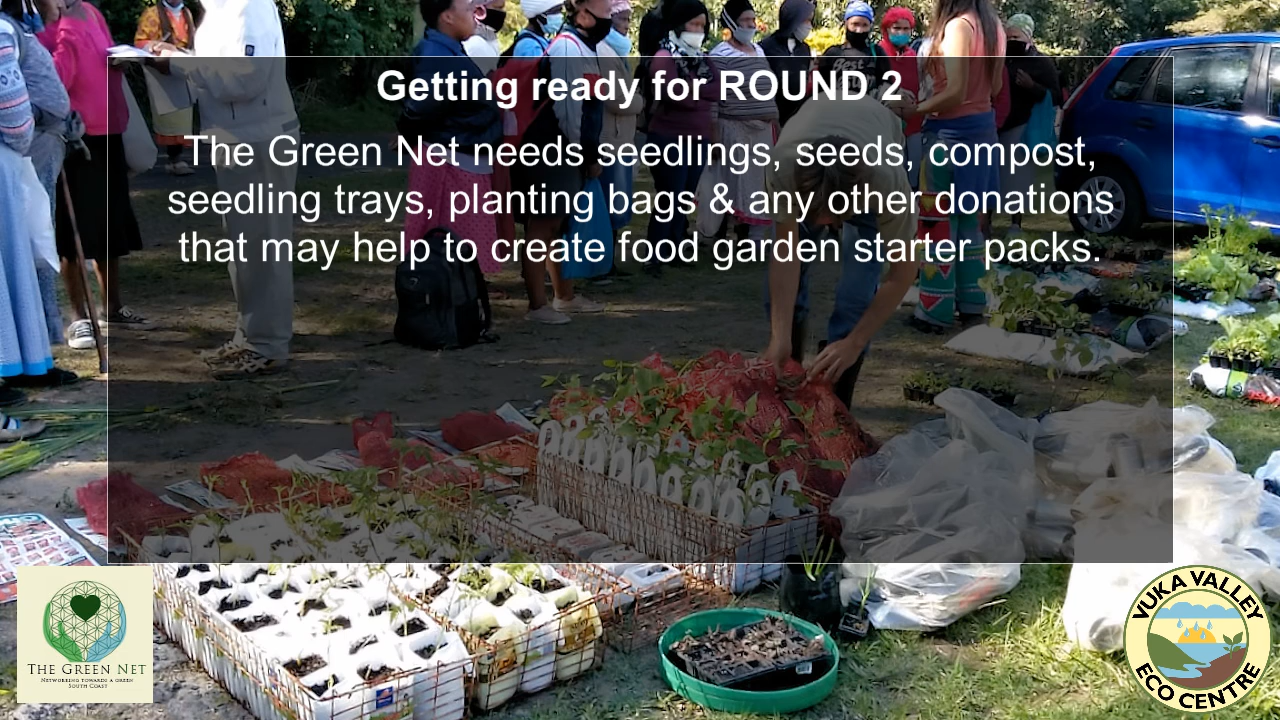 Getting ready for ROUND 2
The Green Net needs seedlings, seeds, compost,
seedling trays, planting bags & any other donations
that may help to create food garden starter packs.
Best
THE GREEN NET
NETWORKING TOWARDS A GREEN
SOUTH COAST
VUKA VALLEY
ECO CENTRE